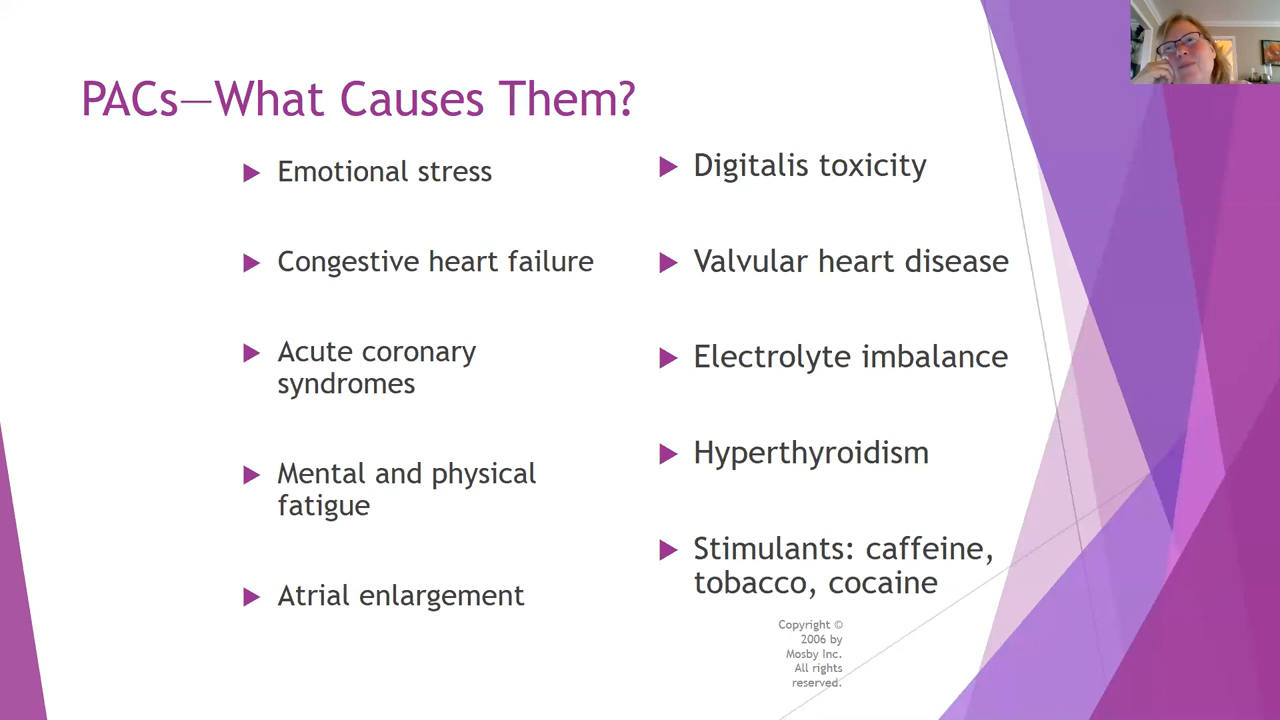 PACs—What Causes Them?
Emotional stress
Congestive heart failure
Acute coronary
syndromes
Mental and physical
fatigue
Atrial enlargement
Digitalis toxicity
Valvular heart disease
Electrolyte imbalance
Hyperthyroidism
Stimulants: caffeine,
tobacco, cocaine
Copyright ©
2006 by
Mosby Inc.
All rights
reserved.